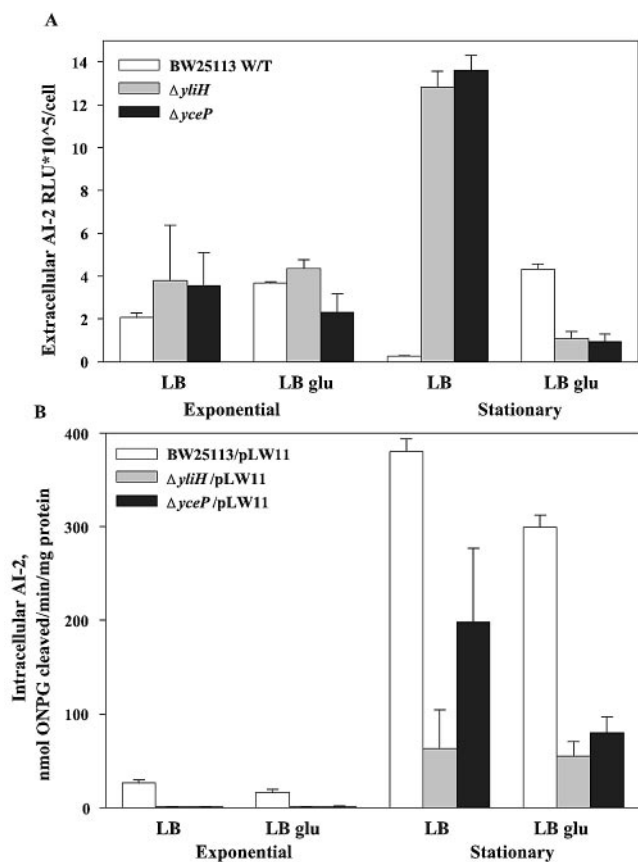 A
Extracellular AI-2 RLU*10^5/cell
14
12
10
8
6
4
2
0
BW25113 W/T
ΔyliH
ΔyceP
LB LB glu LB LB glu
Exponential Stationary
B
Intracellular AI-2,
nmol ONPG cleaved/min/mg protein
400
300
200
100
0
BW25113/pLW11
ΔyliH/pLW11
ΔyceP/pLW11
LB LB glu LB LB glu
Exponential Stationary